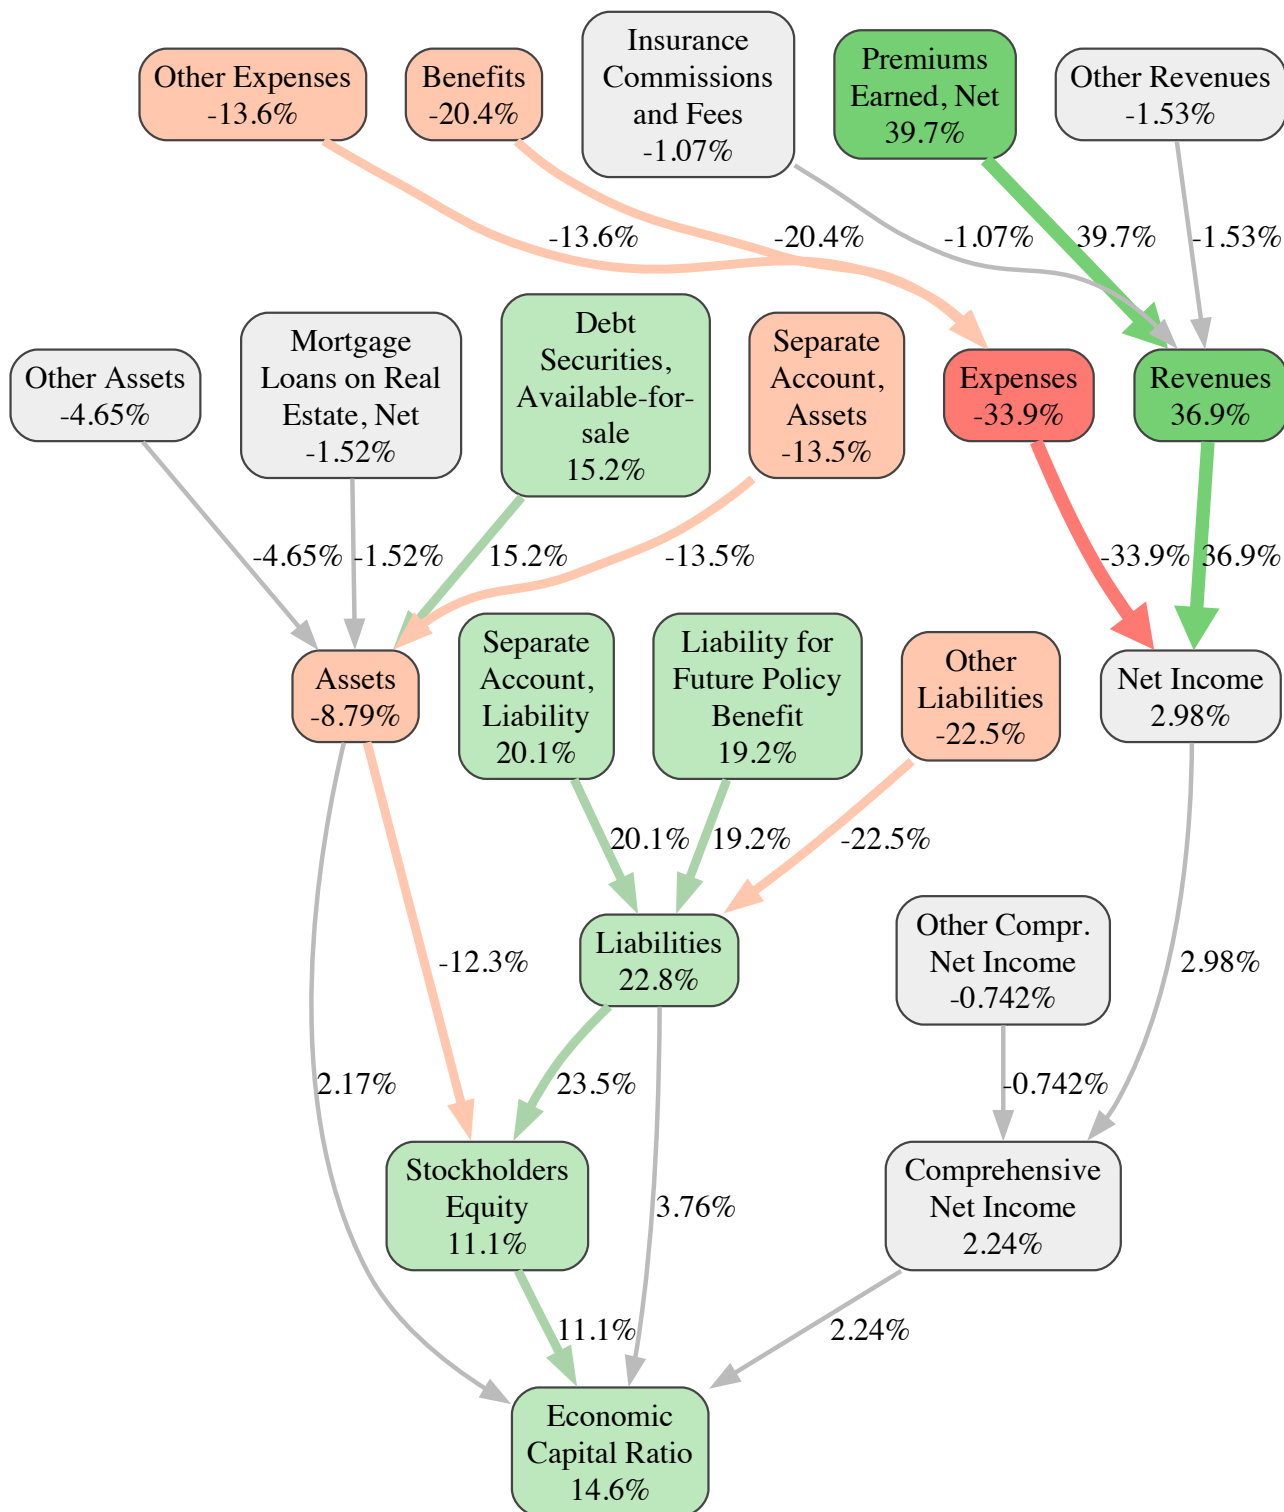 Other Expenses
-13.6%
Benefits
-20.4%
Insurance
Commissions
and Fees
-1.07%
Premiums
Earned, Net
39.7%
Other Revenues
-1.53%
-13.6%
-20.4%
-1.07%
39.7%
-1.53%
Other Assets
-4.65%
Mortgage
Loans on Real
Estate, Net
-1.52%
Debt
Securities,
Available-for-
sale
15.2%
Separate
Account,
Assets
-13.5%
Expenses
-33.9%
Revenues
36.9%
-4.65%
-1.52%
15.2%
-13.5%
-33.9%
36.9%
Assets
-8.79%
Separate
Account,
Liability
20.1%
Liability for
Future Policy
Benefit
19.2%
Other
Liabilities
-22.5%
Net Income
2.98%
20.1%
19.2%
-22.5%
Liabilities
22.8%
Other Compr.
Net Income
-0.742%
-12.3%
2.98%
2.17%
23.5%
-0.742%
Stockholders
Equity
11.1%
3.76%
Comprehensive
Net Income
2.24%
11.1%
2.24%
Economic
Capital Ratio
14.6%